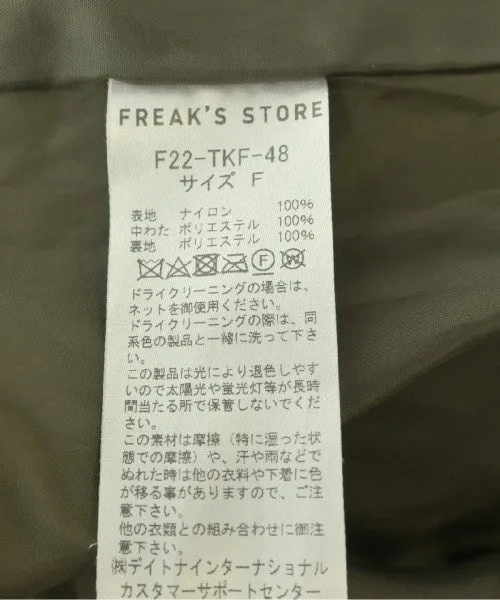 FREAK'S STORE
F22-TKF-48
サイズ F
表地 ナイロン 100%
中わた ポリエステル 100%
裏地 ポリエステル 100%
F W
ドライクリーニングの場合は、
ネットを御使用ください。
ドライクリーニングの際は、同
系色の製品と一緒に洗って下さ
い。
この製品は光により退色しやす
いので太陽光や蛍光灯等が長時
間当たる所で保管しないでくだ
さい。
この素材は摩擦(特に湿った状
態での摩擦)や、汗や雨などで
ぬれた時は他の衣料や下着に色
が移る事がありますので、ご注
意下さい。
他の衣類との組み合わせに御注
意下さい。
㈱デイトナインターナショナル
カスタマーサポートセンター